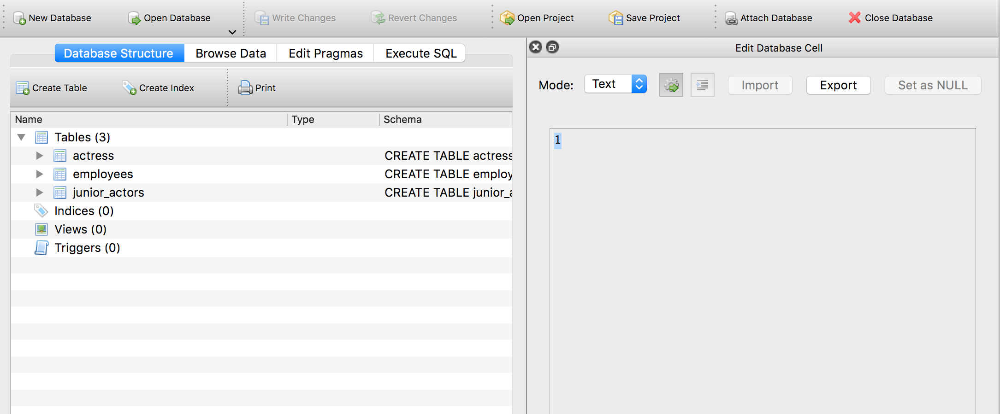 New Database Open Database Write Changes Revert Changes Open Project Save Project Attach Database Close Database
Database Structure Browse Data Edit Pragmas Execute SQL
Create Table Create Index Print
Name Type Schema
Tables (3)
actress CREATE TABLE actress
employees CREATE TABLE employ
junior_actors CREATE TABLE junior_a
Indices (0)
Views (0)
Triggers (0)
Edit Database Cell
Mode: Text Import Export Set as NULL
1